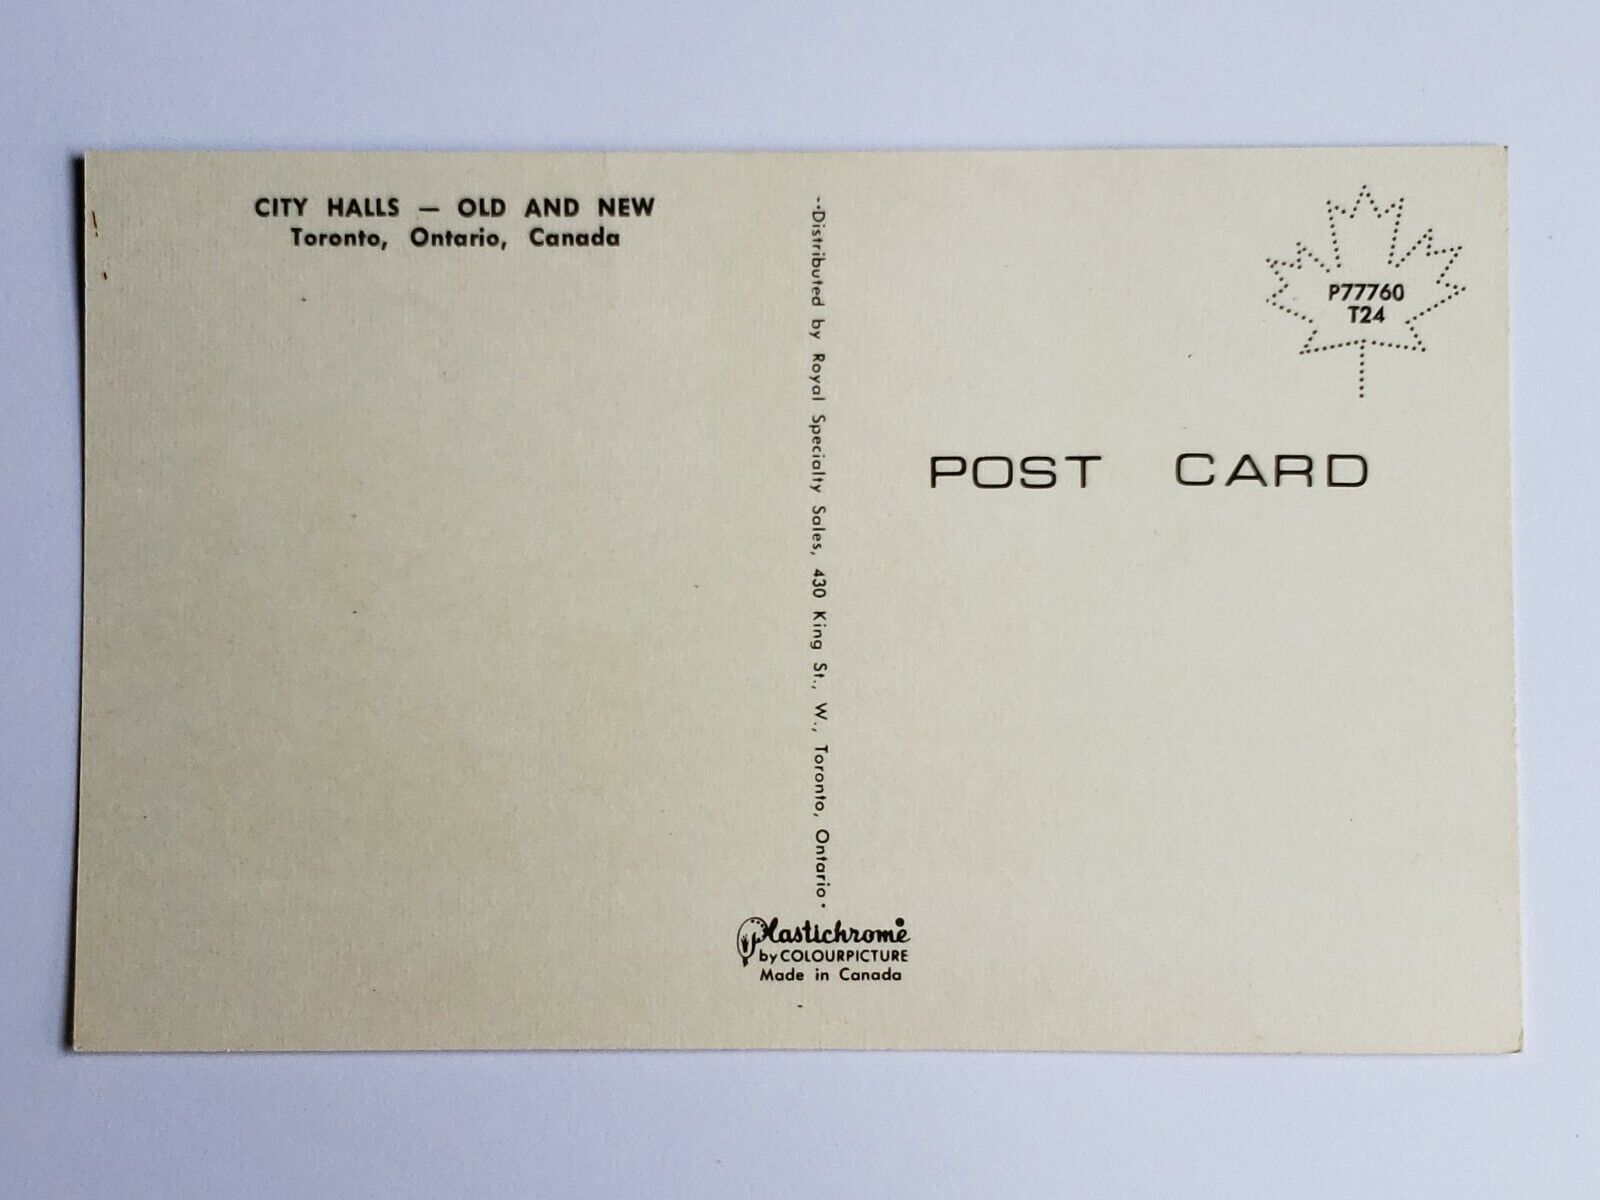 CITY HALLS — OLD AND NEW
Toronto, Ontario, Canada
--Distributed by Royal Specialty Sales, 430 King St., W., Toronto, Ontario.
P77760
T24
POST CARD
Plastichrome
by COLOURPICTURE
Made in Canada